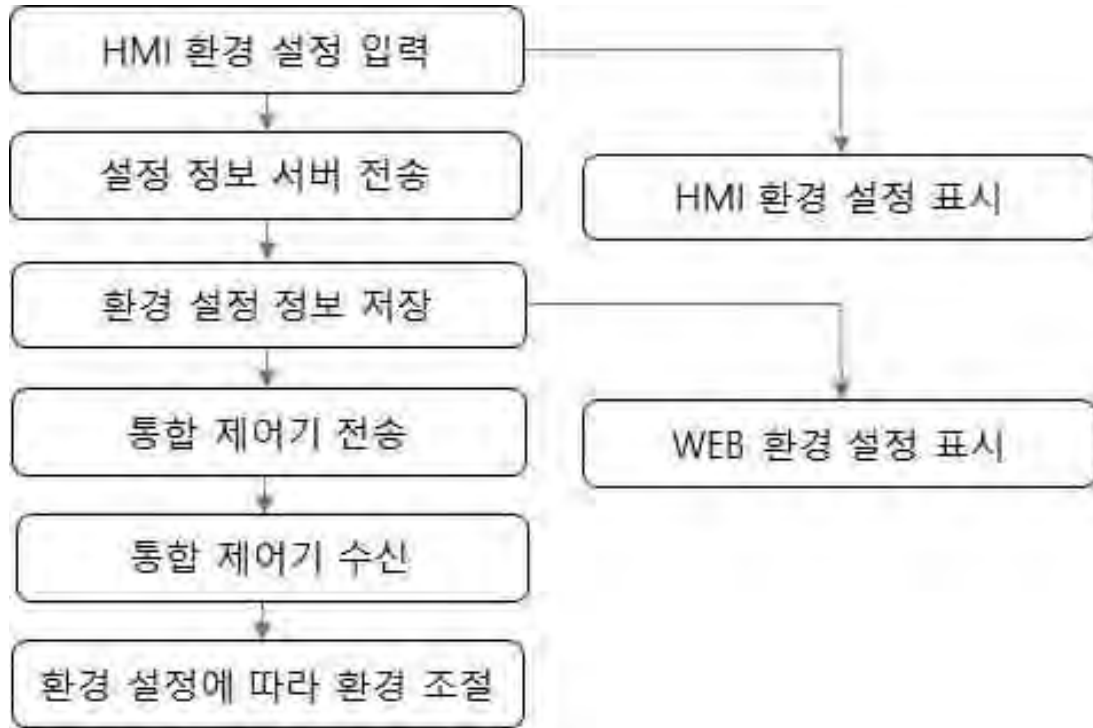 HMI 환경 설정 입력
설정 정보 서버 전송
HMI 환경 설정 표시
환경 설정 정보 저장
통합 제어기 전송
WEB 환경 설정 표시
통합 제어기 수신
환경 설정에 따라 환경 조절